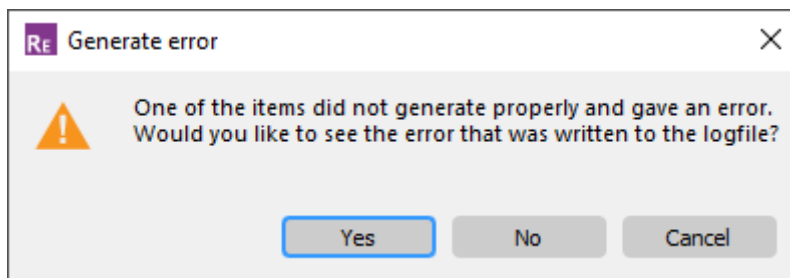 RE Generate error
One of the items did not generate properly and gave an error.
Would you like to see the error that was written to the logfile?
Yes No Cancel